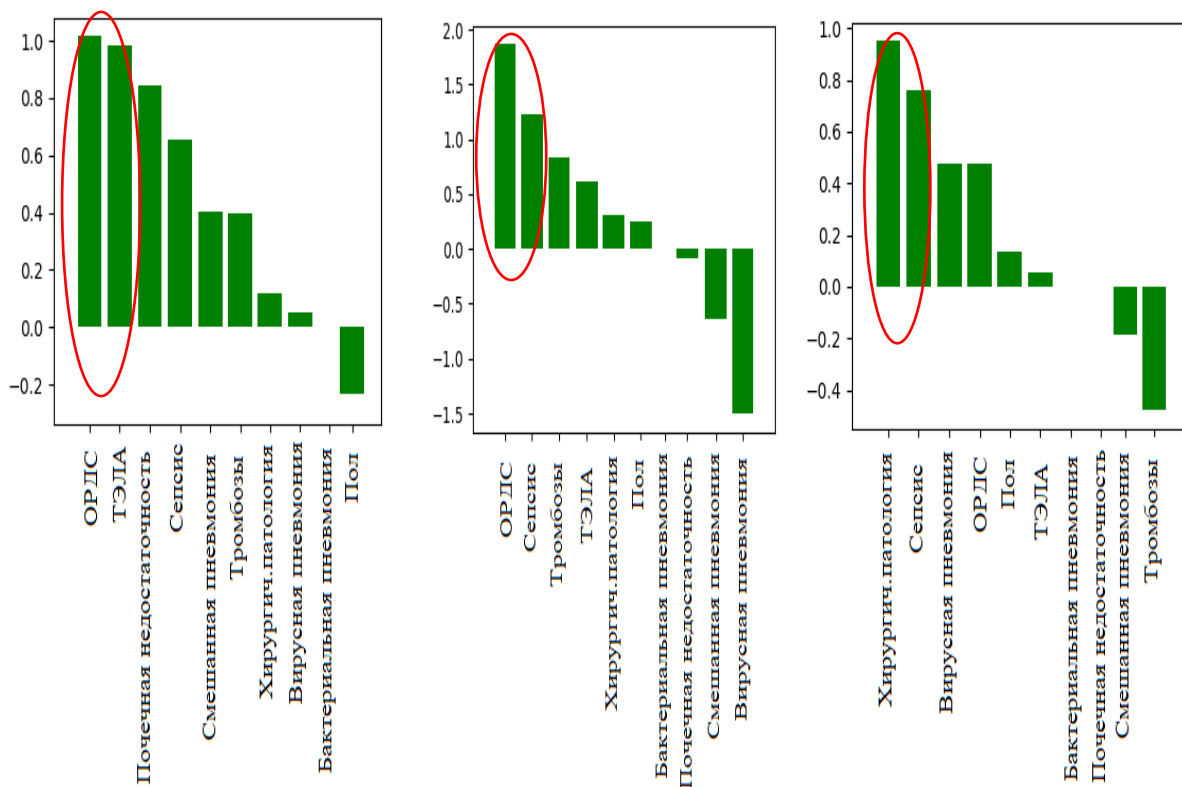 1.0
0.8
0.6
0.4
0.2
0.0
−0.2
ОРДС
ТЭЛА
Почечная недостаточность
Сепсис
Смешанная пневмония
Тромбозы
Хирургич.патология
Вирусная пневмония
Бактериальная пневмония
Пол
2.0
1.5
1.0
0.5
0.0
−0.5
−1.0
−1.5
ОРДС
Сепсис
Тромбозы
ТЭЛА
Хирургич.патология
Пол
Бактериальная пневмония
Почечная недостаточность
Смешанная пневмония
Вирусная пневмония
1.0
0.8
0.6
0.4
0.2
0.0
−0.2
−0.4
Хирургич.патология
Сепсис
Вирусная пневмония
ОРДС
Пол
ТЭЛА
Бактериальная пневмония
Почечная недостаточность
Смешанная пневмония
Тромбозы